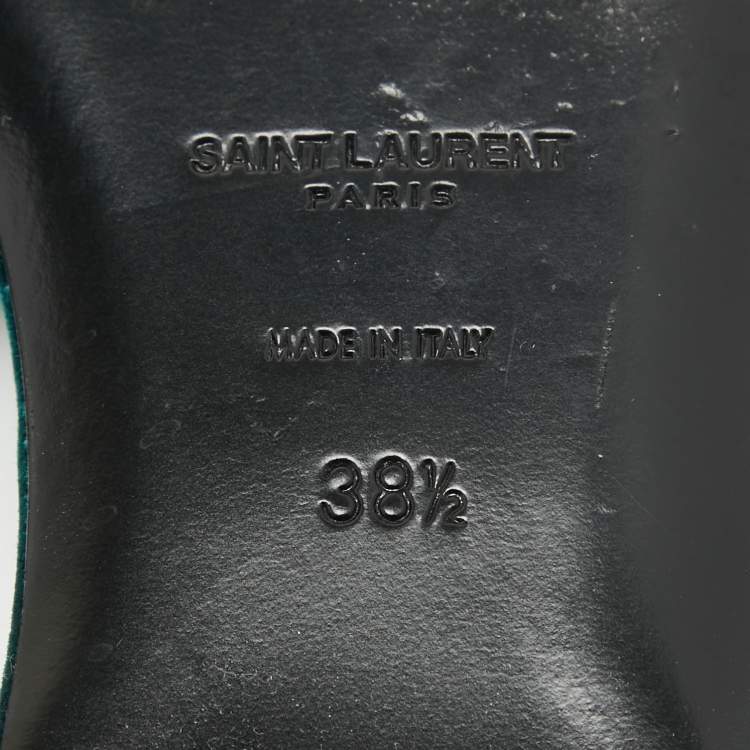 SAINT LAURENT
PARIS
MADE IN ITALY
38½